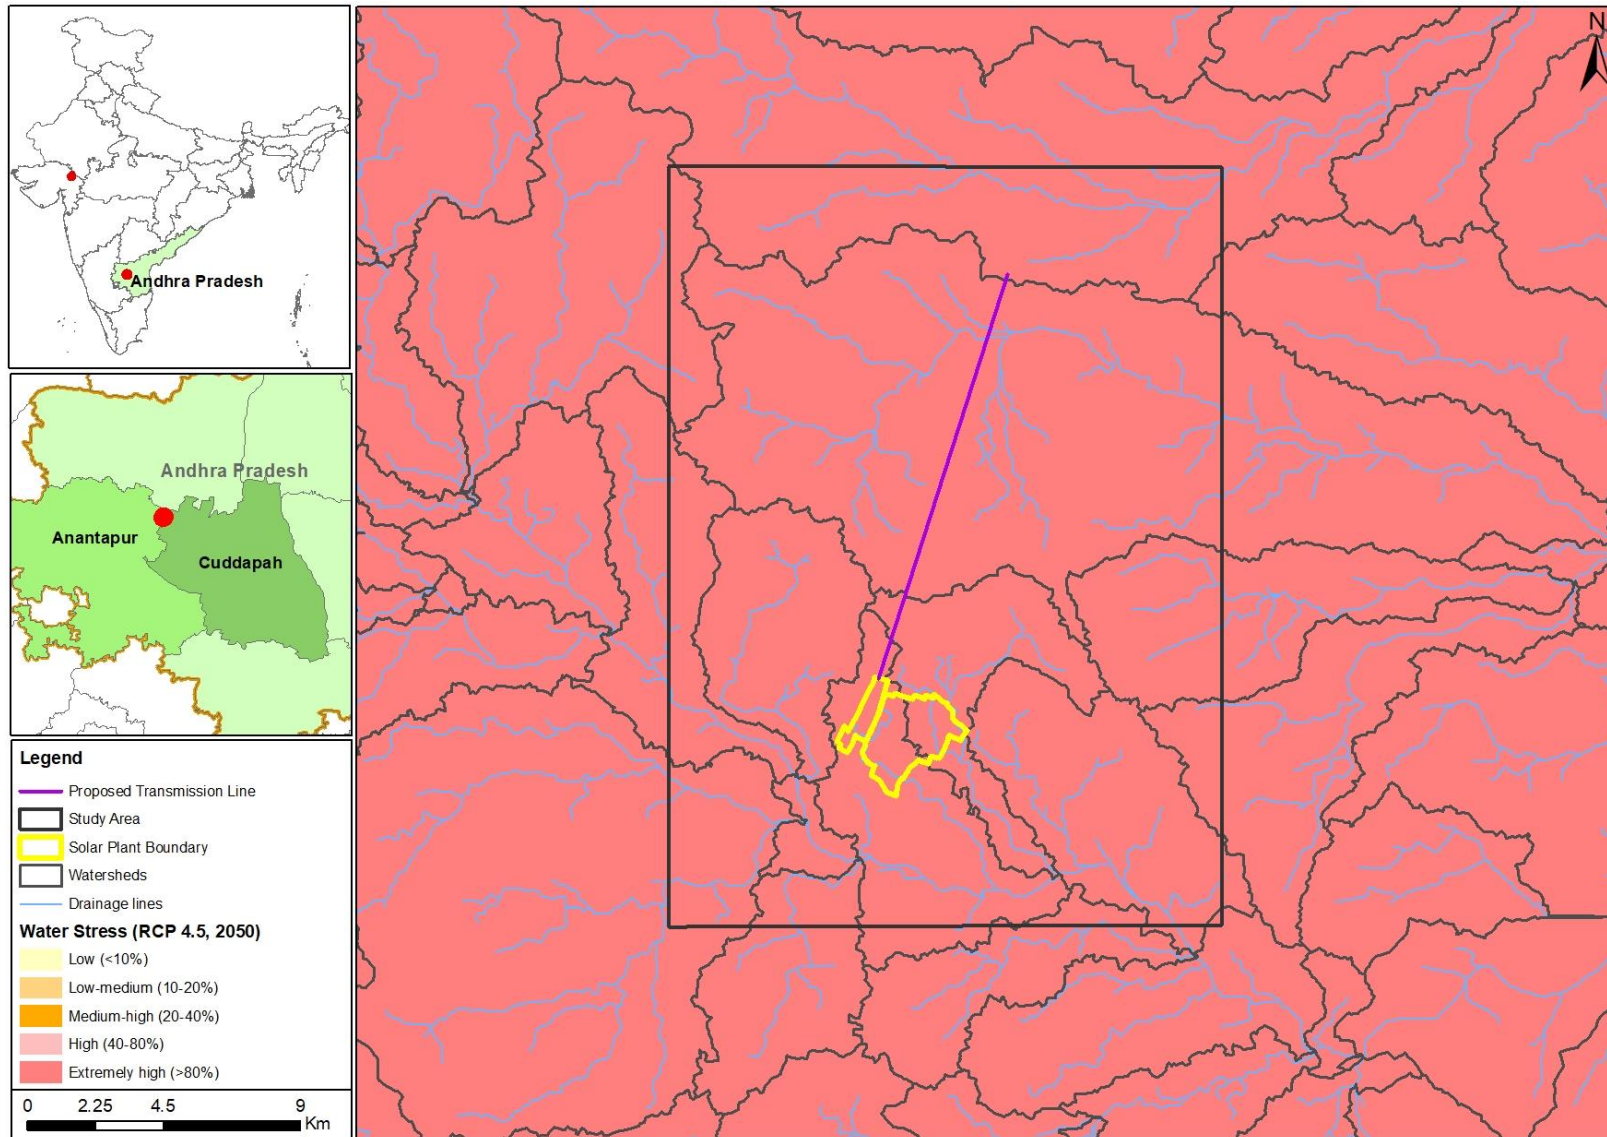 N
Andhra Pradesh
Andhra Pradesh
Anantapur
Cuddapah
Legend
Proposed Transmission Line
Study Area
Solar Plant Boundary
Watersheds
Drainage lines
Water Stress (RCP 4.5, 2050)
Low (<10%)
Low-medium (10-20%)
Medium-high (20-40%)
High (40-80%)
Extremely high (>80%)
0 2.25 4.5 9
Km